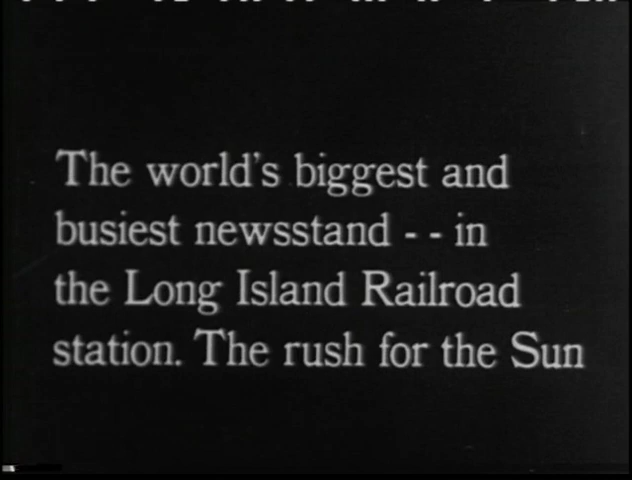 The world's biggest and
busiest newsstand -- in
the Long Island Railroad
station. The rush for the Sun